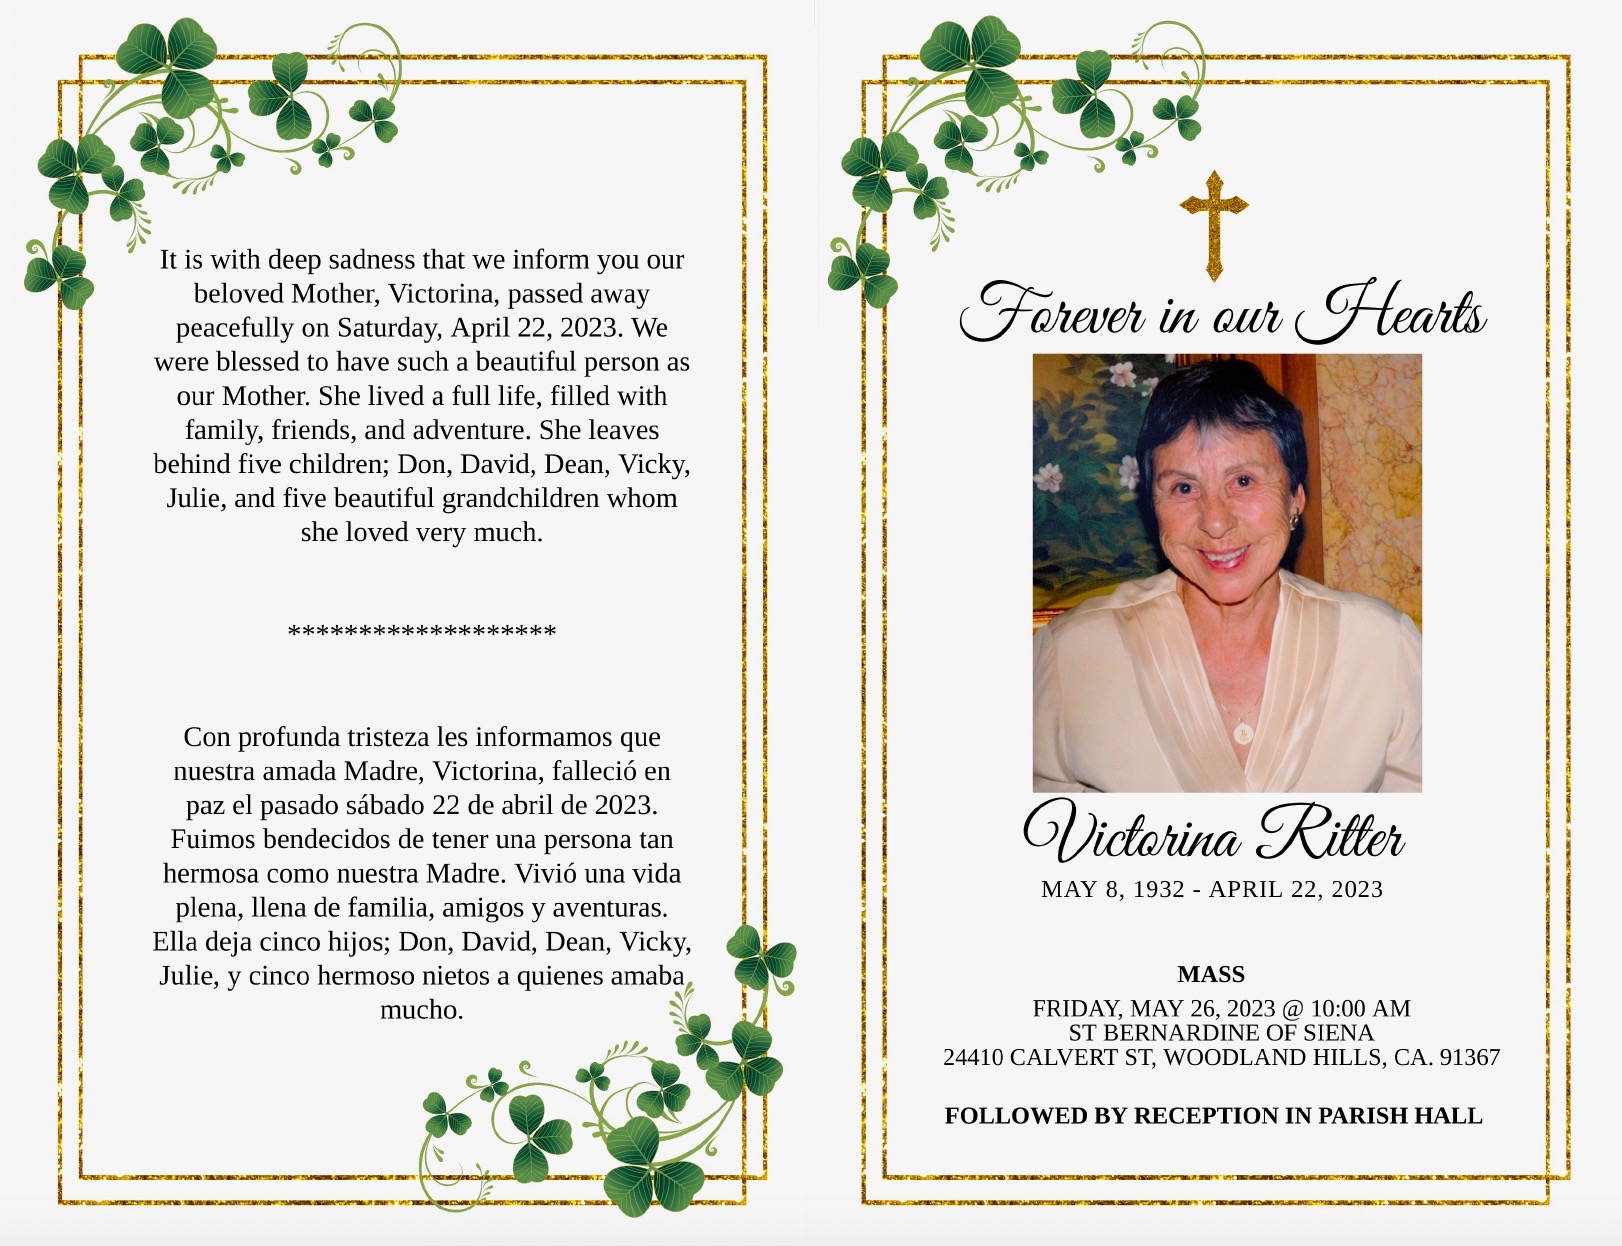 It is with deep sadness that we inform you our
beloved Mother, Victorina, passed away
peacefully on Saturday, April 22, 2023. We
were blessed to have such a beautiful person as
our Mother. She lived a full life, filled with
family, friends, and adventure. She leaves
behind five children; Don, David, Dean, Vicky,
Julie, and five beautiful grandchildren whom
she loved very much.
*******************
Con profunda tristeza les informamos que
nuestra amada Madre, Victorina, falleció en
paz el pasado sábado 22 de abril de 2023.
Fuimos bendecidos de tener una persona tan
hermosa como nuestra Madre. Vivió una vida
plena, llena de familia, amigos y aventuras.
Ella deja cinco hijos; Don, David, Dean, Vicky,
Julie, y cinco hermoso nietos a quienes amaba
mucho.
Forever in our Hearts
Victorina Ritter
MAY 8, 1932 - APRIL 22, 2023
MASS
FRIDAY, MAY 26, 2023 @ 10:00 AM
ST BERNARDINE OF SIENA
24410 CALVERT ST, WOODLAND HILLS, CA. 91367
FOLLOWED BY RECEPTION IN PARISH HALL